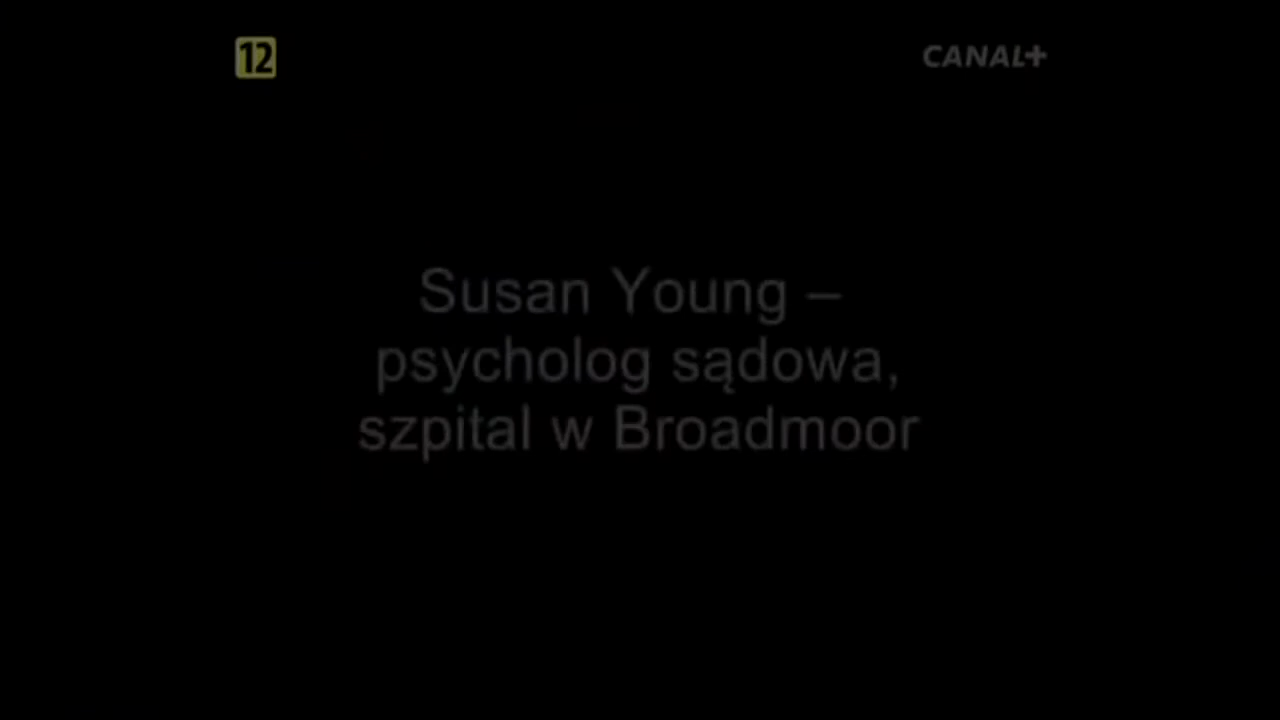 12
CANAL+
Susan Young –
psycholog sądowa,
szpital w Broadmoor